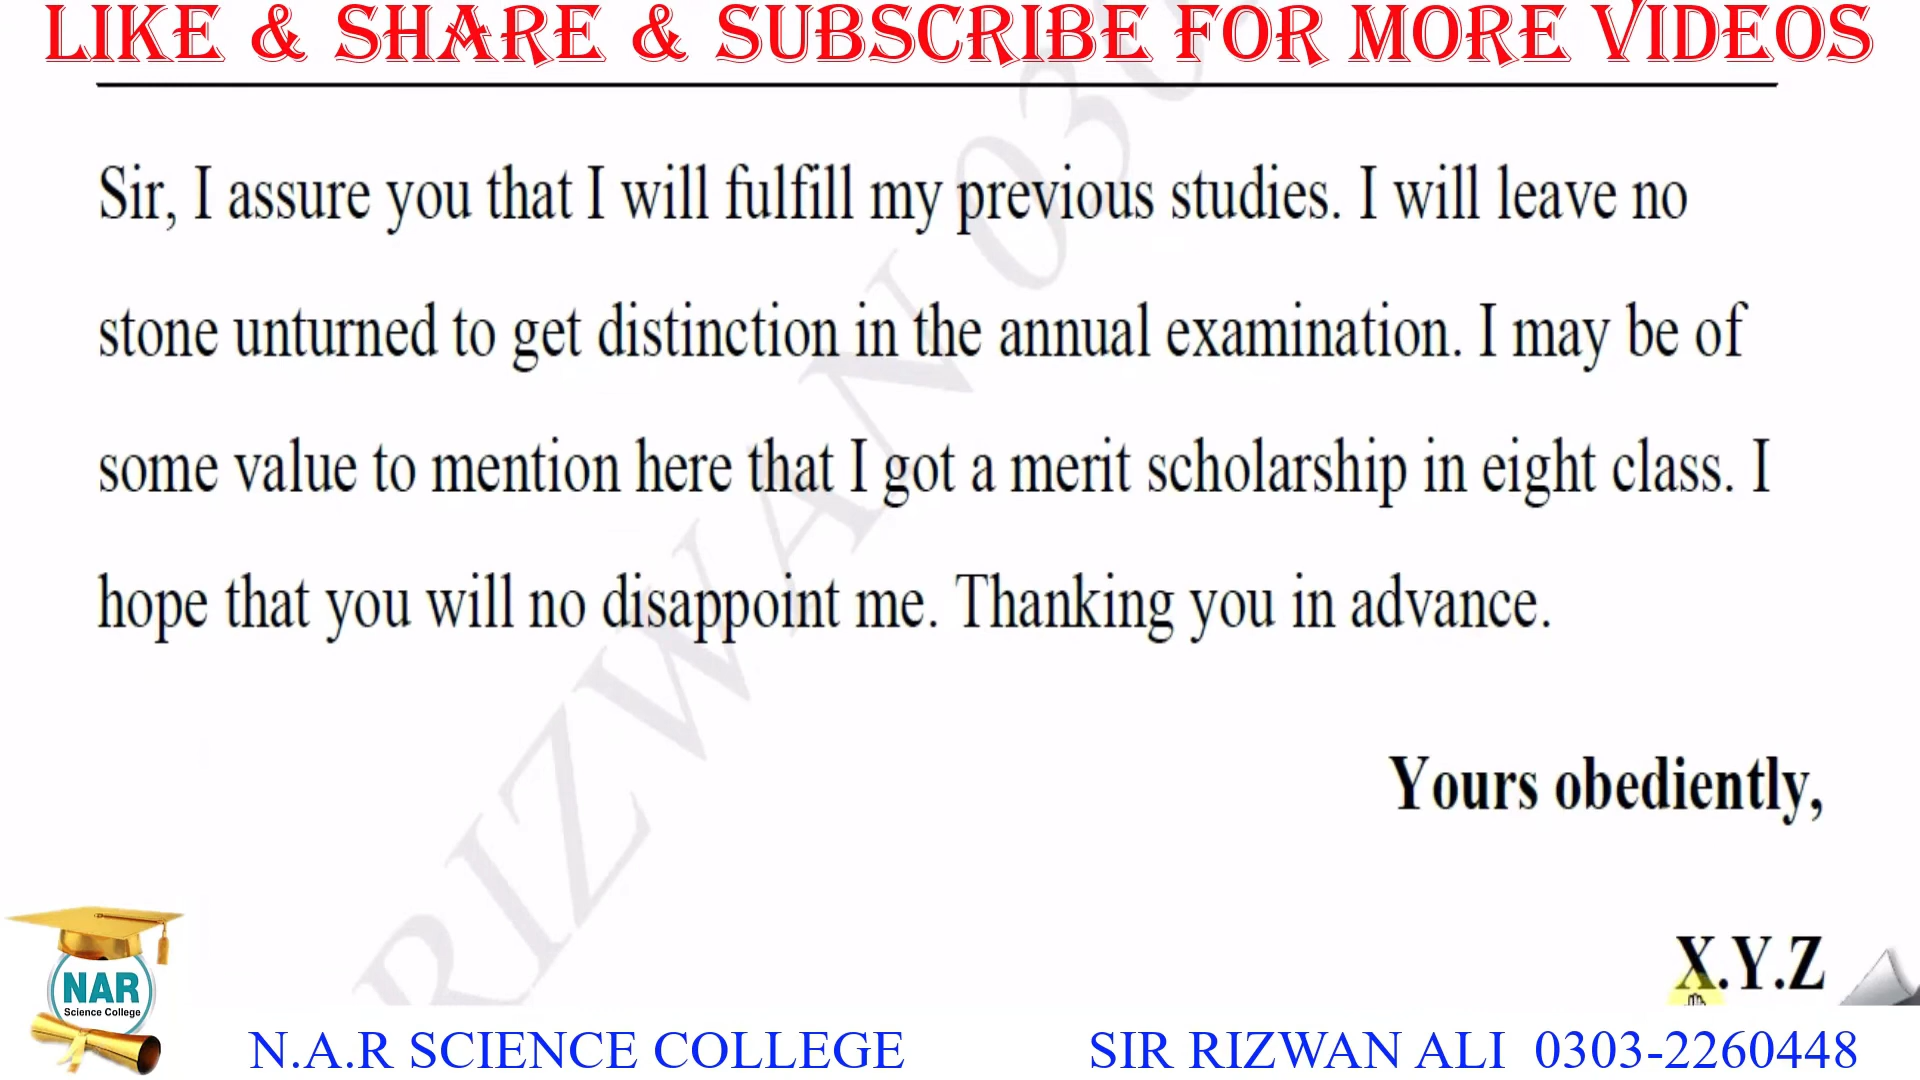 LIKE & SHARE & SUBSCRIBE FOR MORE VIDEOS
Sir, I assure you that I will fulfill my previous studies. I will leave no
stone unturned to get distinction in the annual examination. I may be of
some value to mention here that I got a merit scholarship in eight class. I
hope that you will no disappoint me. Thanking you in advance.
Yours obediently,
X.Y.Z
RIZWAN 030
NAR
Science College
N.A.R SCIENCE COLLEGE SIR RIZWAN ALI 0303-2260448